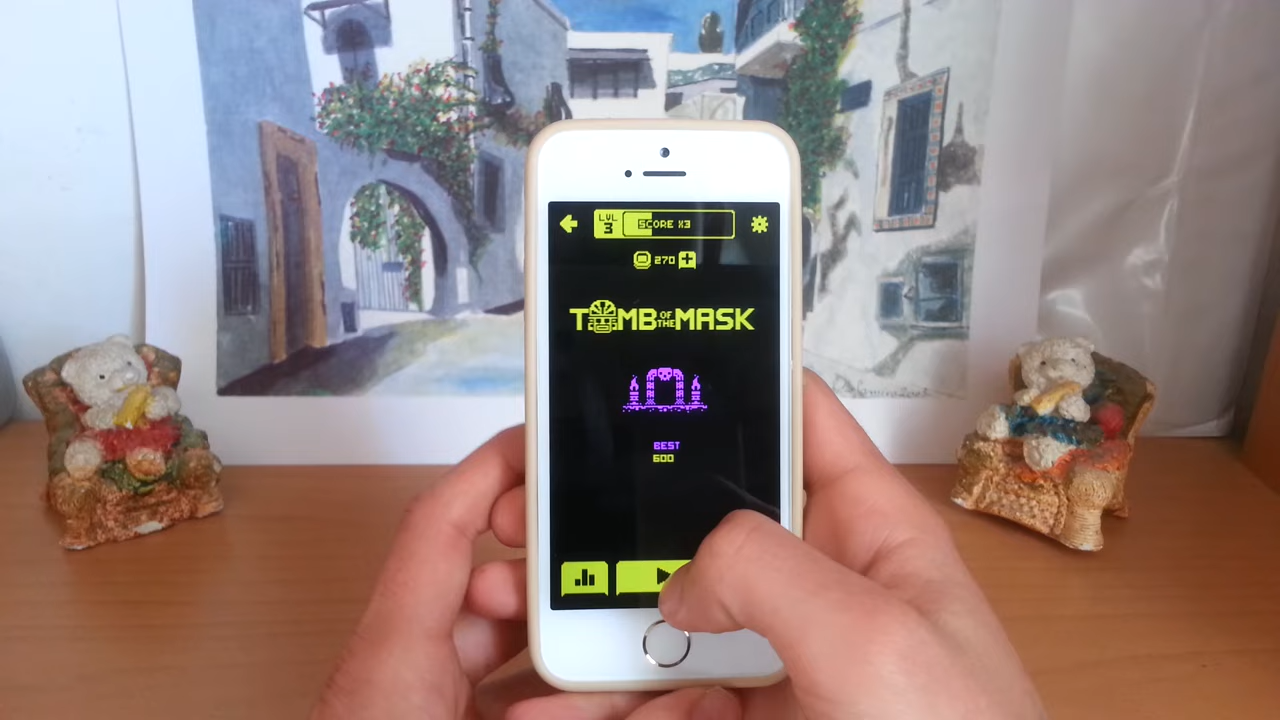 LVL
3
SCORE X3
270
TOMB OF THE MASK
BEST
600